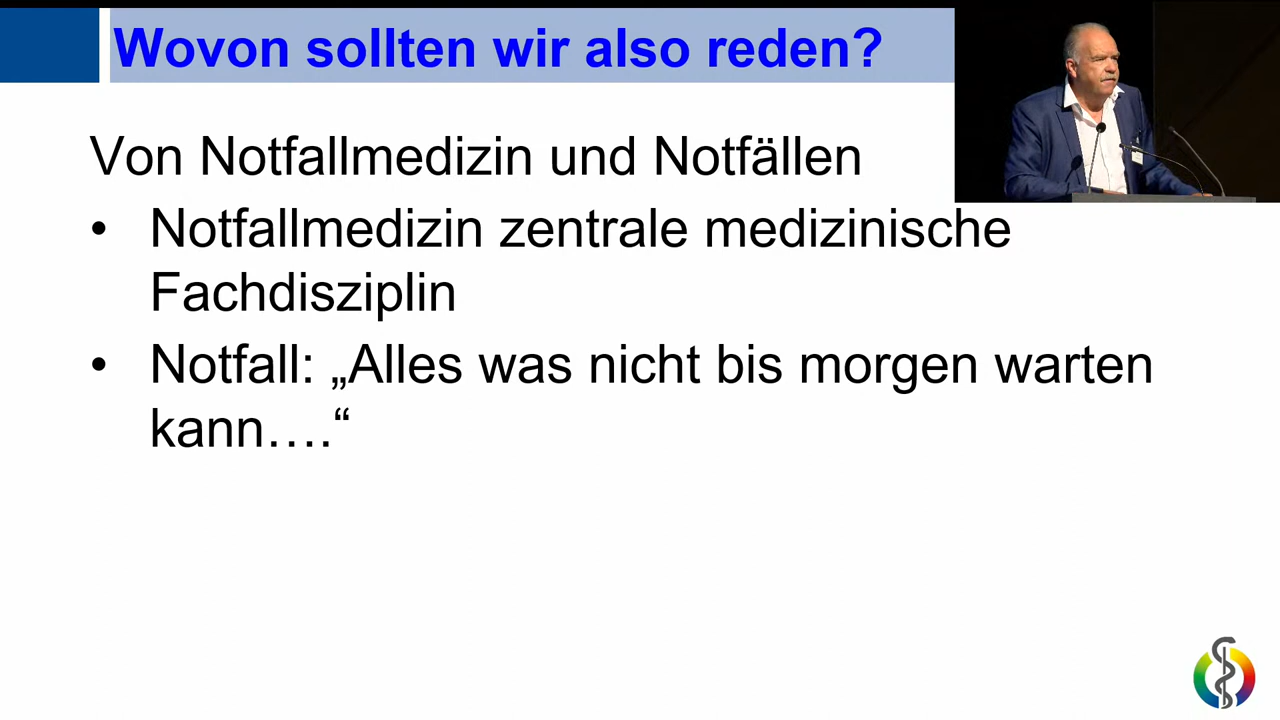 Wovon sollten wir also reden?
Von Notfallmedizin und Notfällen
• Notfallmedizin zentrale medizinische
Fachdisziplin
• Notfall: „Alles was nicht bis morgen warten
kann….“